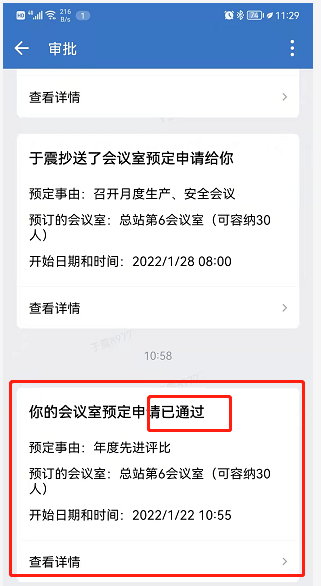 HD 4G 216 B/s 1 11:29
审批
查看详情
于震抄送了会议室预定申请给你
预定事由：召开月度生产、安全会议
预订的会议室：总站第6会议室（可容纳30
人）
开始日期和时间：2022/1/28 08:00
查看详情
10:58
你的会议室预定申请已通过
预定事由：年度先进评比
预订的会议室：总站第6会议室（可容纳30
人）
开始日期和时间：2022/1/22 10:55
查看详情